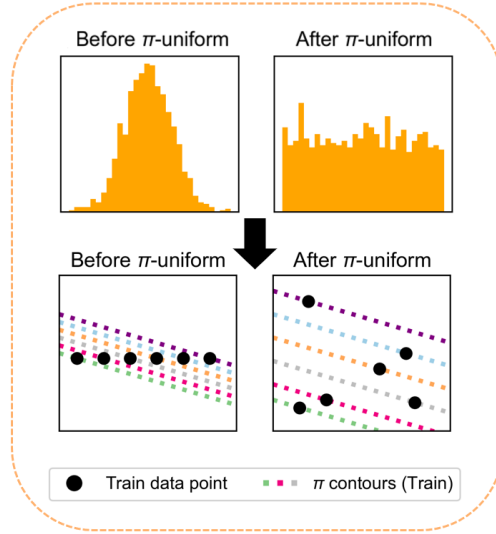 Before π-uniform
After π-uniform
Before π-uniform
After π-uniform
Train data point
π contours (Train)